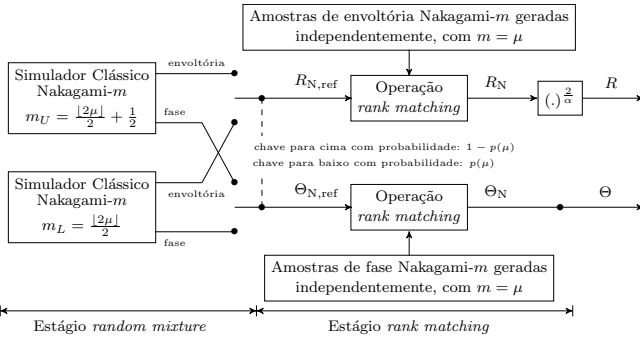 Amostras de envoltória Nakagami-m geradas
independentemente, com m = μ
envoltória
Simulador Clássico
Nakagami-m
m_U = ⌊2μ⌋/2 + 1/2
fase
R_N,ref
Operação
rank matching
R_N
(.)^(2/α)
R
chave para cima com probabilidade: 1 − p(μ)
chave para baixo com probabilidade: p(μ)
Simulador Clássico
Nakagami-m
m_L = ⌊2μ⌋/2
envoltória
fase
Θ_N,ref
Operação
rank matching
Θ_N
Θ
Amostras de fase Nakagami-m geradas
independentemente, com m = μ
Estágio random mixture
Estágio rank matching